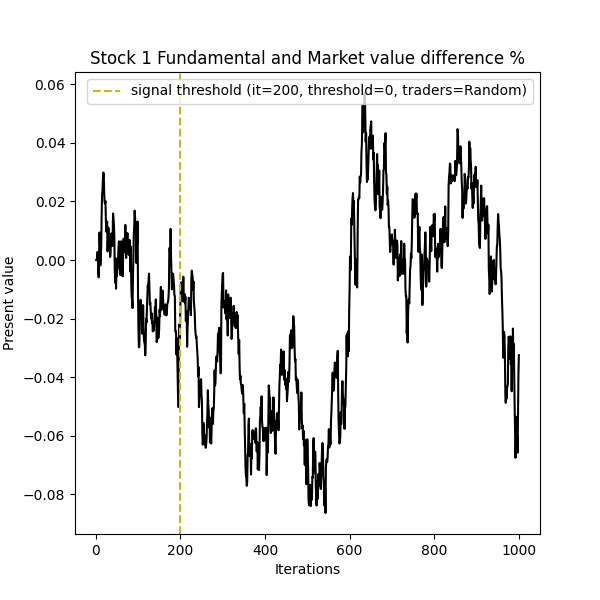 Stock 1 Fundamental and Market value difference %
signal threshold (it=200, threshold=0, traders=Random)
0.06
0.04
0.02
0.00
−0.02
−0.04
−0.06
−0.08
Present value
0 200 400 600 800 1000
Iterations